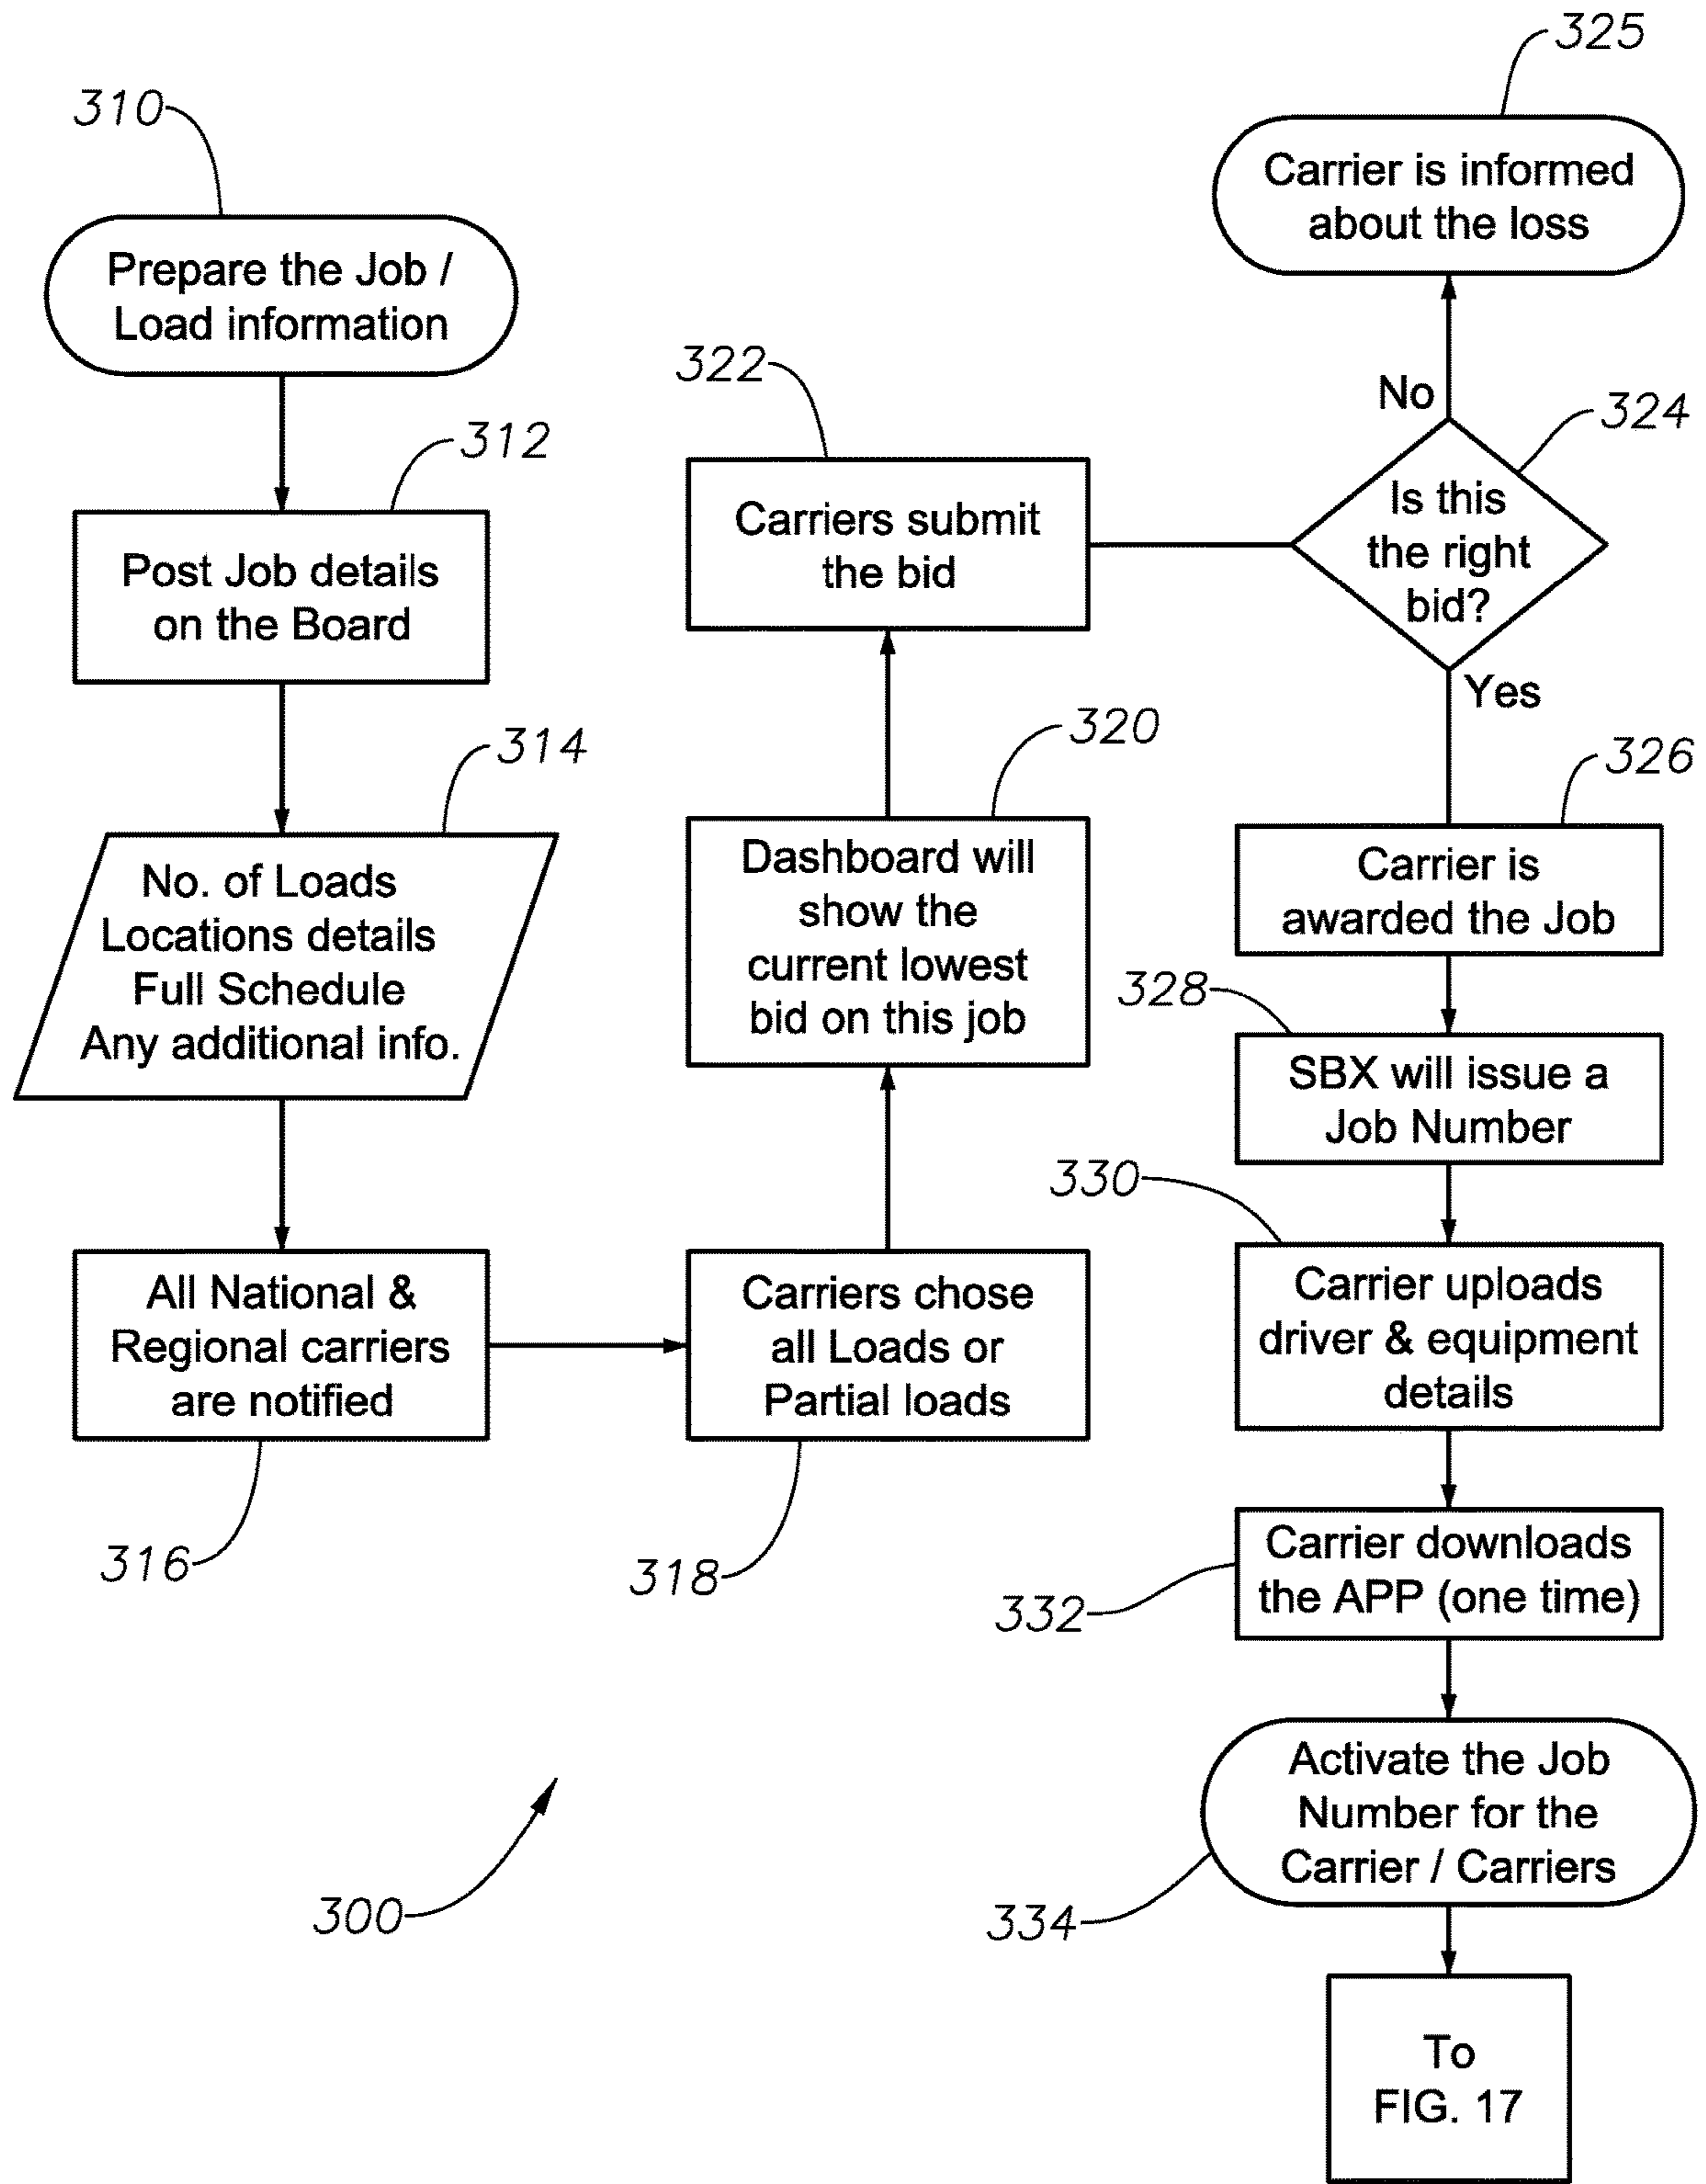 310
Prepare the Job /
Load information
312
Post Job details
on the Board
314
No. of Loads
Locations details
Full Schedule
Any additional info.
All National &
Regional carriers
are notified
316
Carriers chose
all Loads or
Partial loads
318
320
Dashboard will
show the
current lowest
bid on this job
322
Carriers submit
the bid
324
Is this
the right
bid?
No
325
Carrier is informed
about the loss
Yes
326
Carrier is
awarded the Job
328
SBX will issue a
Job Number
330
Carrier uploads
driver & equipment
details
332
Carrier downloads
the APP (one time)
334
Activate the Job
Number for the
Carrier / Carriers
To
FIG. 17
300